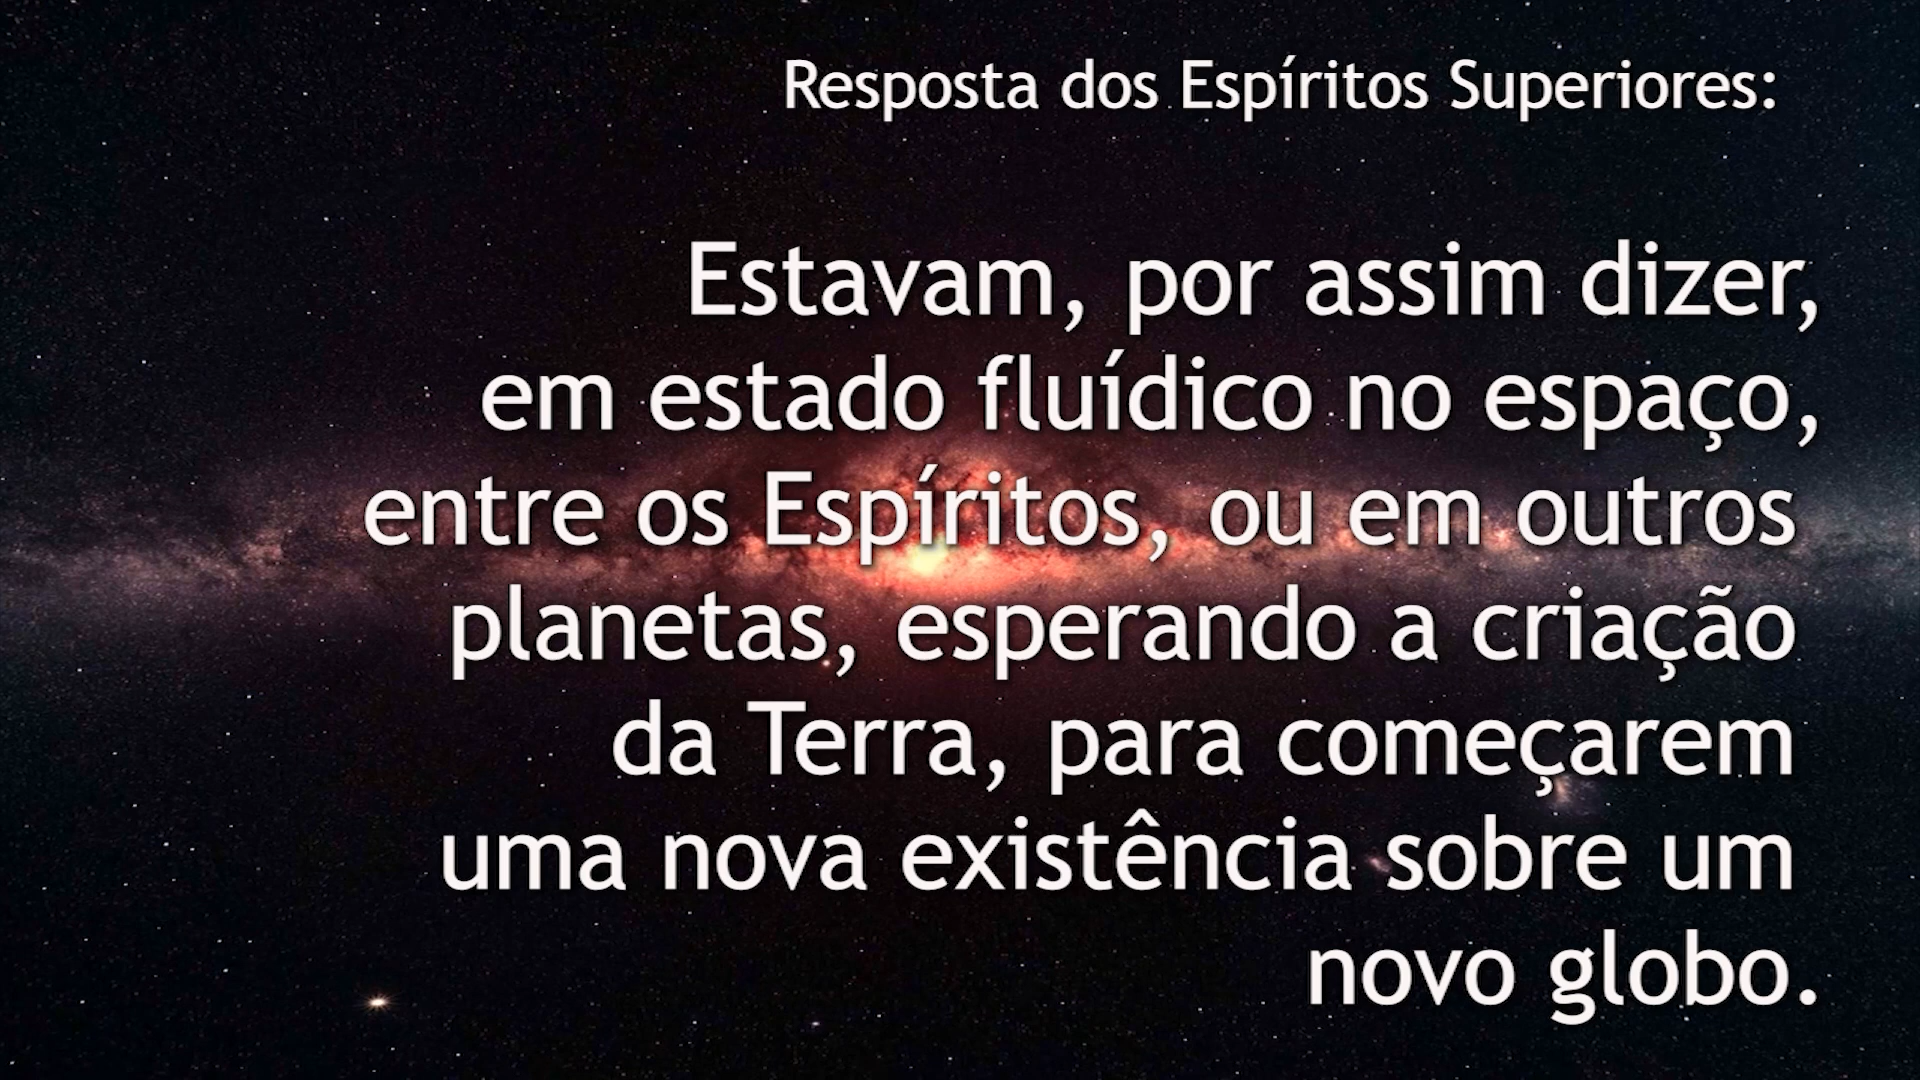 Resposta dos Espíritos Superiores:
Estavam, por assim dizer,
em estado fluídico no espaço,
entre os Espíritos, ou em outros
planetas, esperando a criação
da Terra, para começarem
uma nova existência sobre um
novo globo.